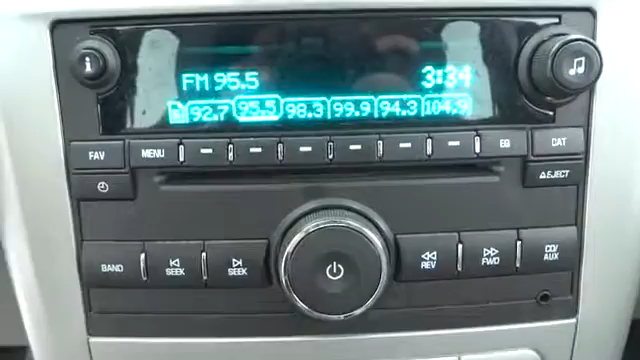 FM 95.5 3:34
92.7 95.5 98.3 99.9 94.3 104.9
FAV MENU EQ CAT
EJECT
BAND SEEK SEEK REV FWD CD/
AUX